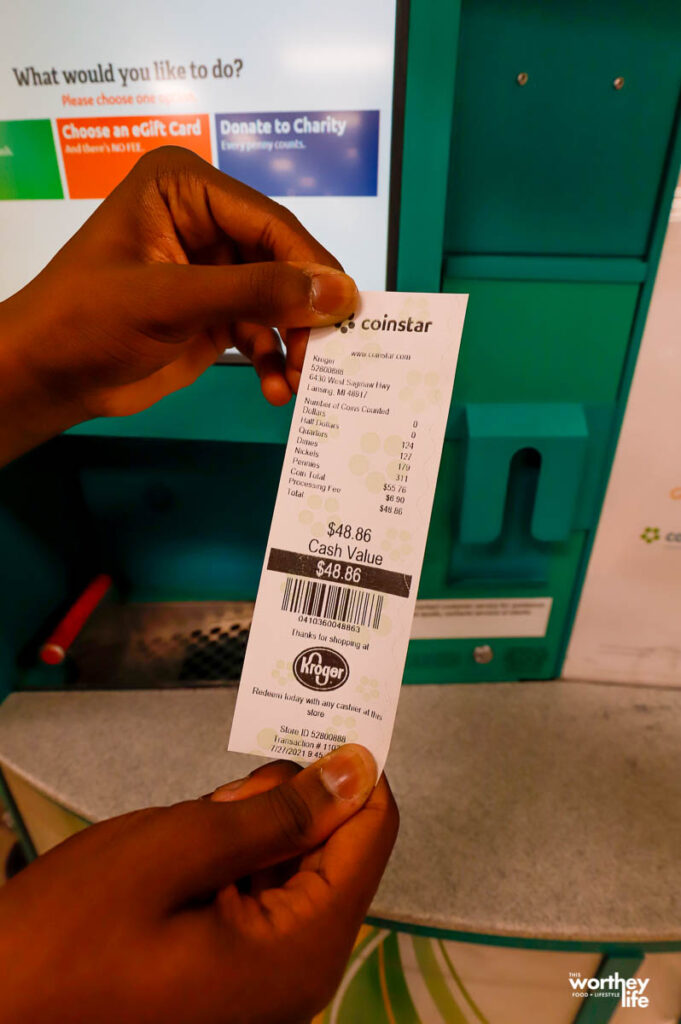 What would you like to do?
Please choose one option.
Choose an eGift Card
And there's NO FEE.
Donate to Charity
Every penny counts.
coinstar
www.coinstar.com
Kroger
52800888
6430 West Saginaw Hwy
Lansing, MI 48917
Number of Coins Counted
Dollars 0
Half Dollars 0
Quarters 124
Dimes 127
Nickels 179
Pennies 311
Coin Total $55.76
Processing Fee $6.90
Total $48.86
$48.86
Cash Value
$48.86
0410360048863
Thanks for shopping at
Kroger
Redeem today with any cashier at this
store
Store ID 52800888
Transaction # 110
7/27/2021 9:45
THIS
worthey
FOOD + LIFESTYLE
life